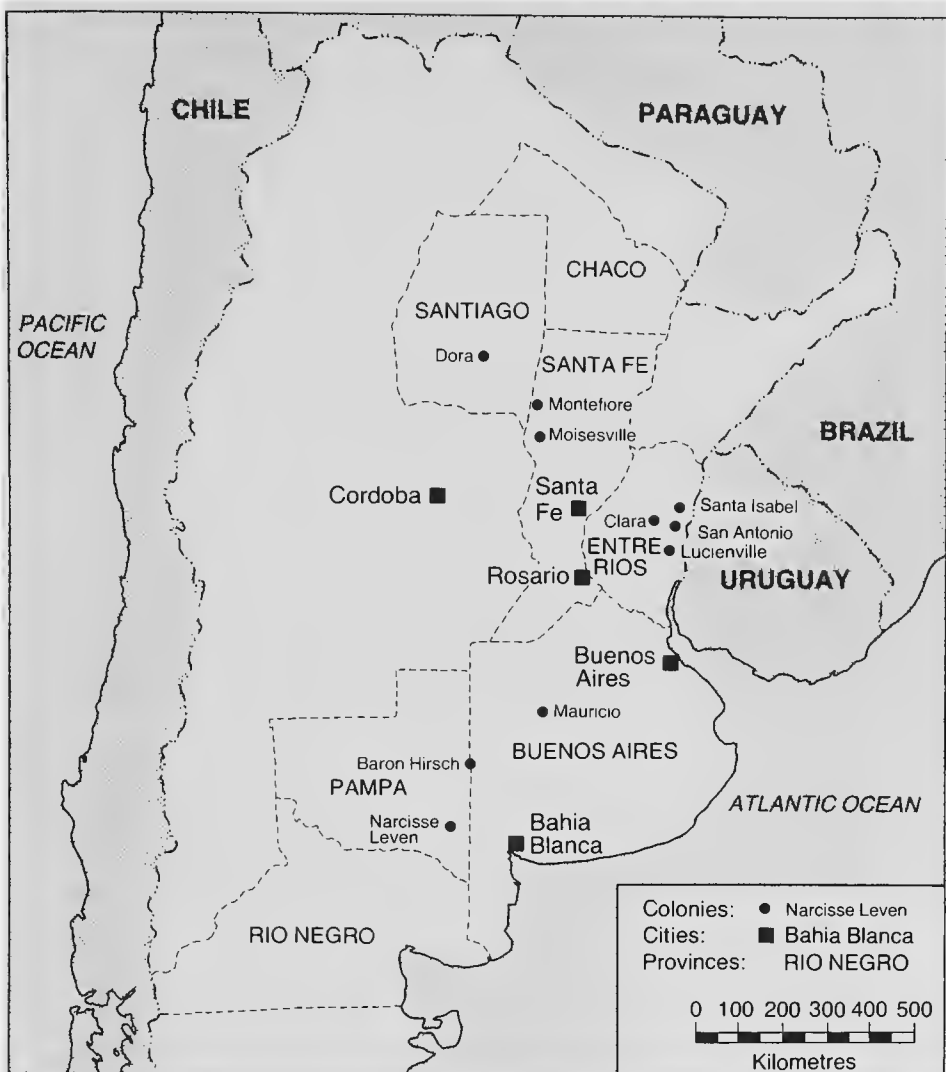 CHILE
PARAGUAY
CHACO
SANTIAGO
PACIFIC
OCEAN
Dora
SANTA FE
Montefiore
Moisesville
BRAZIL
Cordoba
Santa
Fe
Santa Isabel
Clara
San Antonio
ENTRE
RIOS
Lucienville
Rosario
URUGUAY
Buenos
Aires
Mauricio
BUENOS AIRES
Baron Hirsch
PAMPA
ATLANTIC OCEAN
Narcisse
Leven
Bahia
Blanca
RIO NEGRO
Colonies: Narcisse Leven
Cities: Bahia Blanca
Provinces: RIO NEGRO
0 100 200 300 400 500
Kilometres